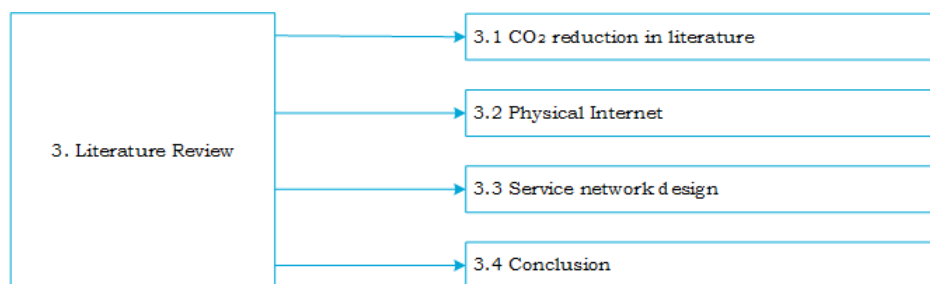 3. Literature Review
3.1 CO₂ reduction in literature
3.2 Physical Internet
3.3 Service network design
3.4 Conclusion